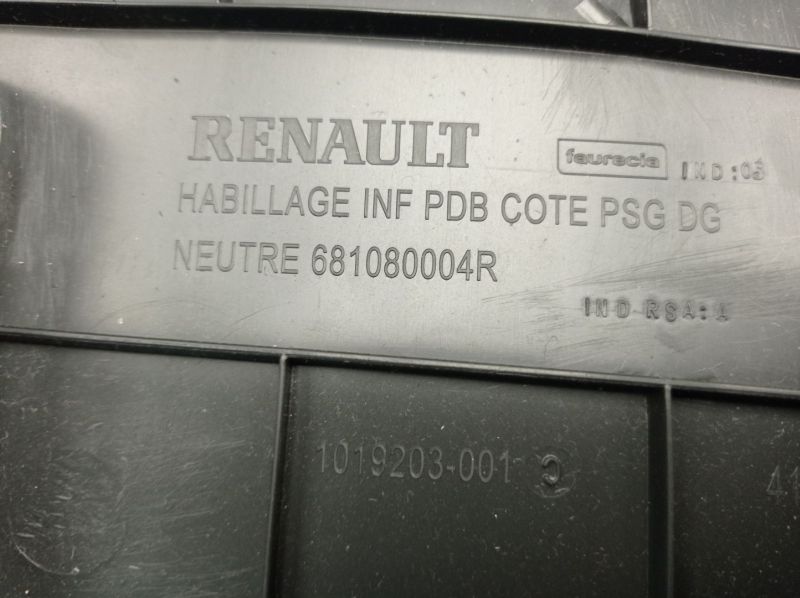 RENAULT
faurecia IND:03
HABILLAGE INF PDB COTE PSG DG
NEUTRE 681080004R
IND RSA: A
1019203-001